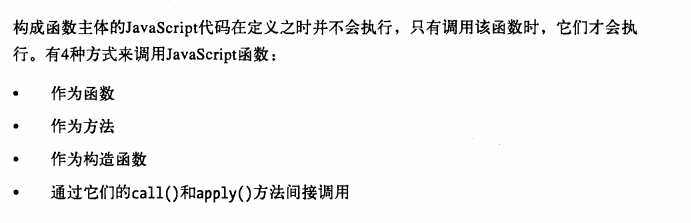 构成函数主体的JavaScript代码在定义之时并不会执行，只有调用该函数时，它们才会执
行。有4种方式来调用JavaScript函数：
• 作为函数
• 作为方法
• 作为构造函数
• 通过它们的call()和apply()方法间接调用